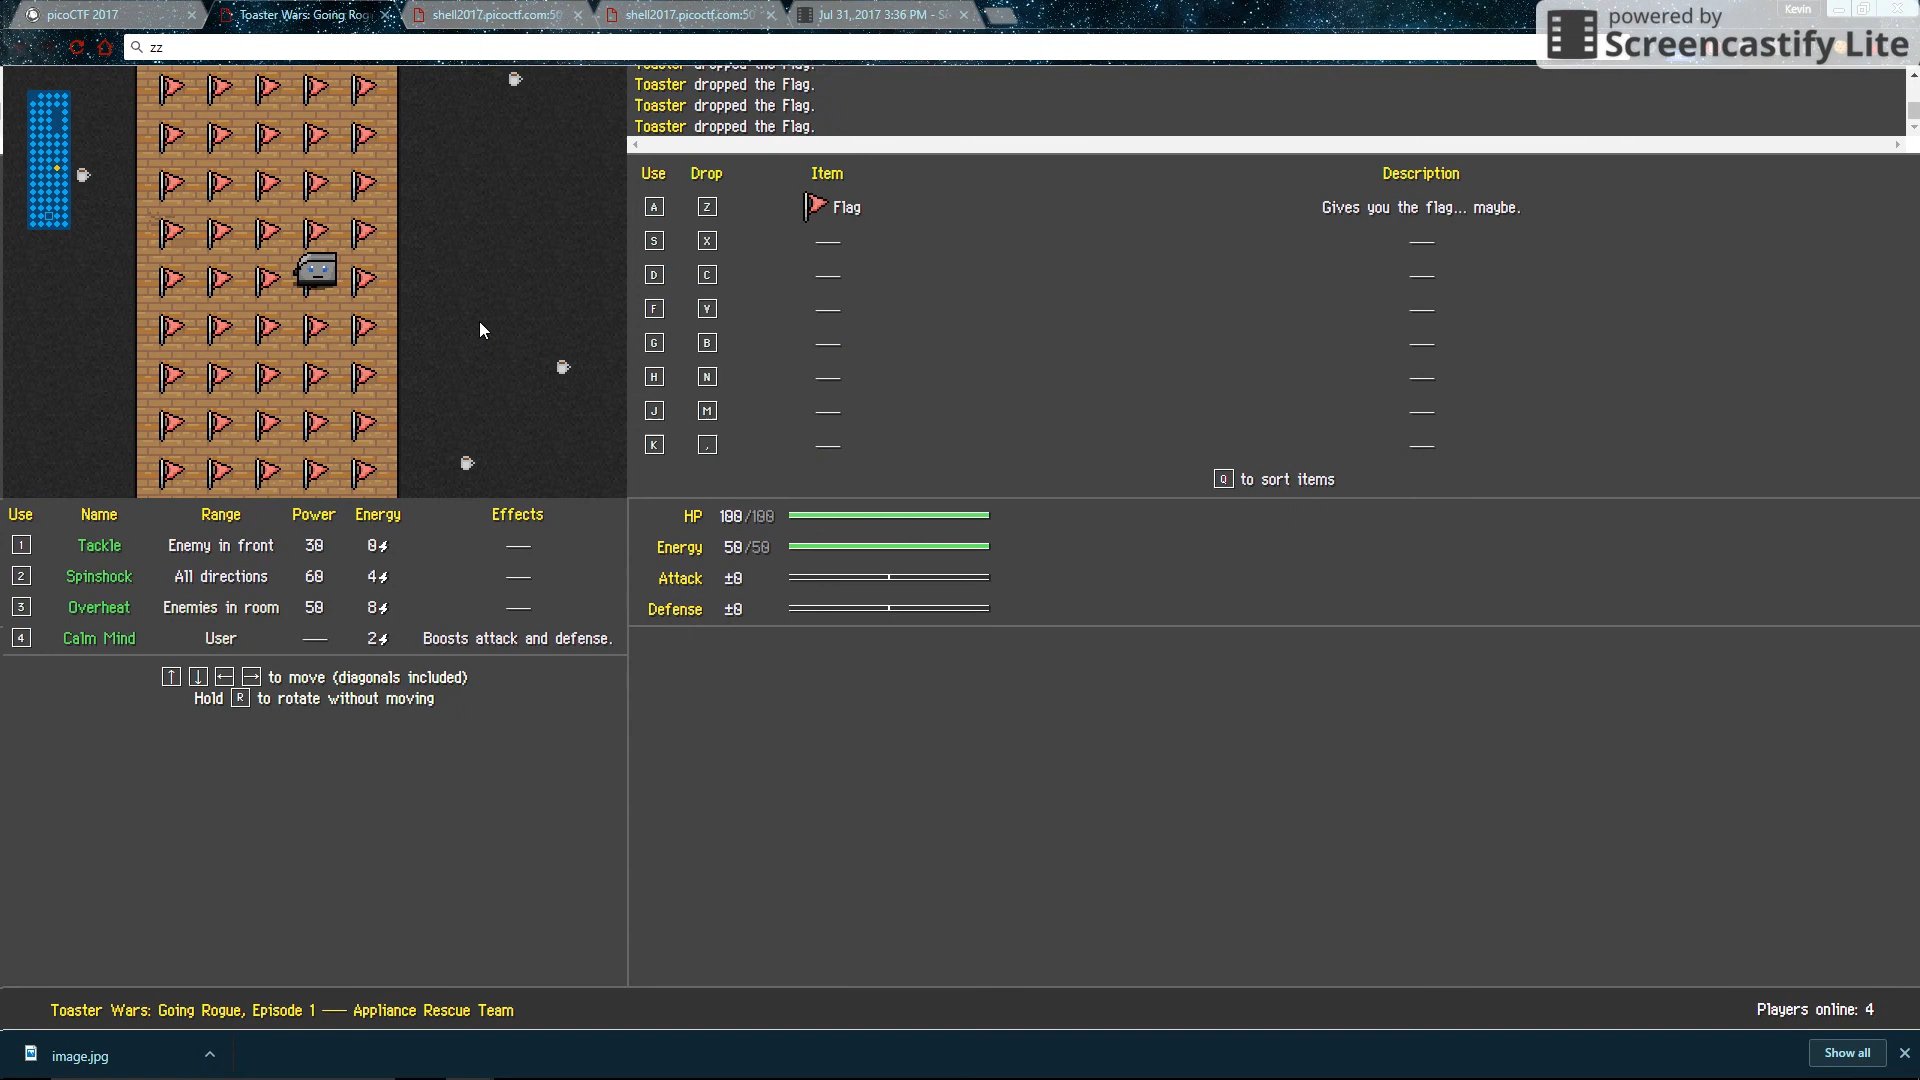 picoCTF 2017
Toaster Wars: Going Rog
shell2017.picoctf.com:50
shell2017.picoctf.com:50
Jul 31, 2017 3:36 PM - S
Kevin
powered by
Screencastify Lite
zz
Toaster dropped the Flag.
Toaster dropped the Flag.
Toaster dropped the Flag.
Toaster dropped the Flag.
Use Drop Item Description
A Z Flag Gives you the flag... maybe.
S X
D C
F V
G B
H N
J M
K ,
Q to sort items
Use Name Range Power Energy Effects
1 Tackle Enemy in front 30 0
2 Spinshock All directions 60 4
3 Overheat Enemies in room 50 8
4 Calm Mind User 2 Boosts attack and defense.
↑ ↓ ← → to move (diagonals included)
Hold R to rotate without moving
HP 100/100
Energy 50/50
Attack ±0
Defense ±0
Toaster Wars: Going Rogue, Episode 1 —— Appliance Rescue Team
Players online: 4
image.jpg
Show all